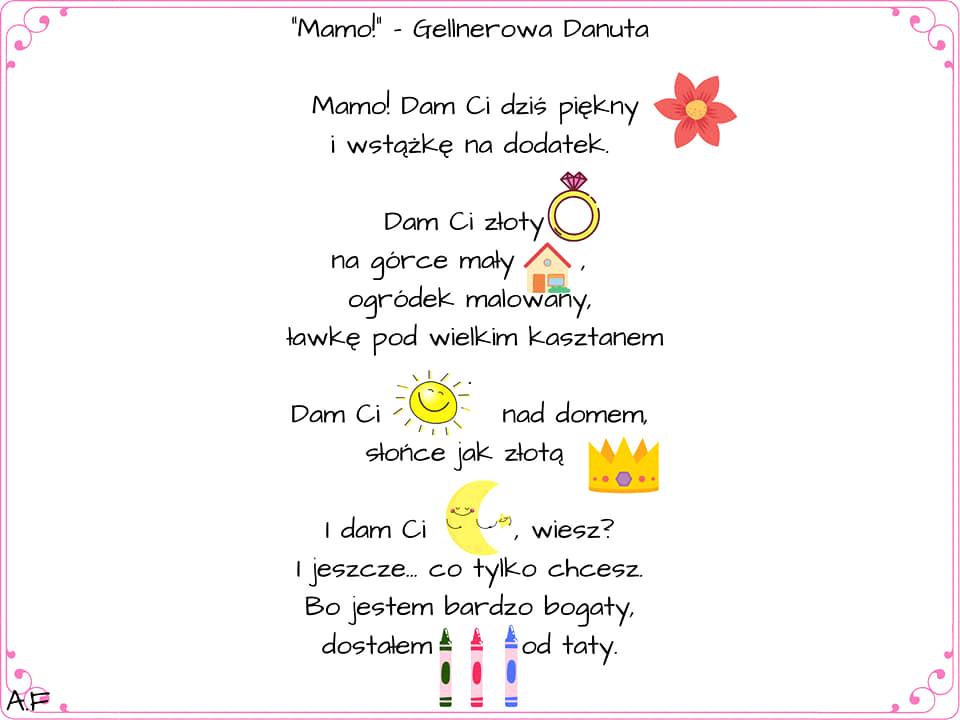 "Mamo!" - Gellnerowa Danuta
Mamo! Dam Ci dziś piękny
i wstążkę na dodatek.
Dam Ci złoty
na górce mały ,
ogródek malowany,
ławkę pod wielkim kasztanem
.
Dam Ci nad domem,
słońce jak złotą
I dam Ci , wiesz?
I jeszcze... co tylko chcesz.
Bo jestem bardzo bogaty,
dostałem od taty.
A.F